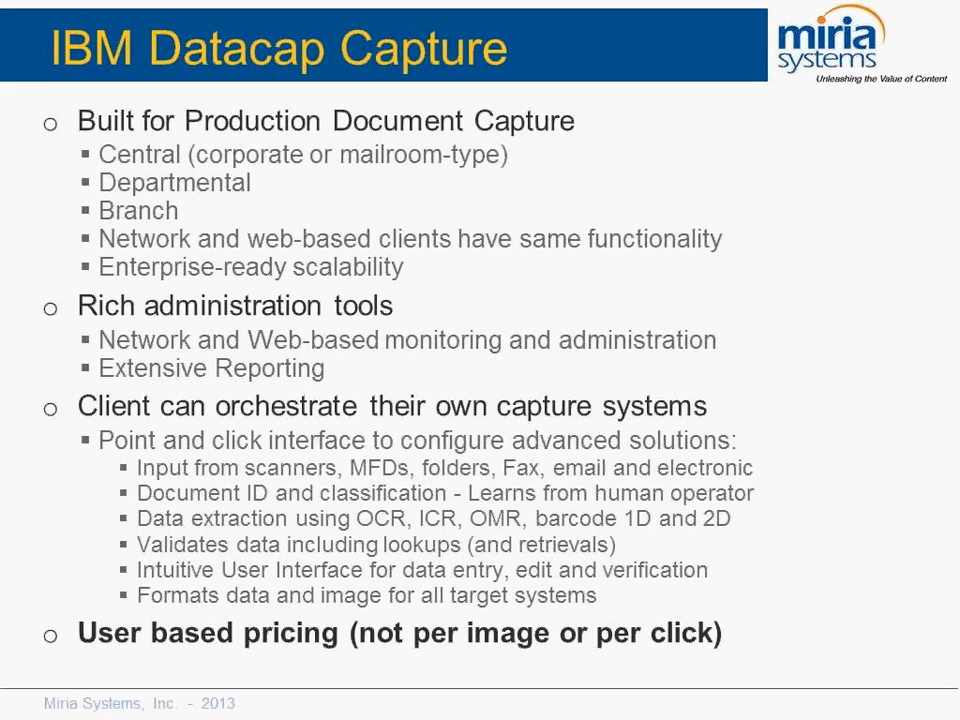 IBM Datacap Capture
miria
systems
Unleashing the Value of Content
o Built for Production Document Capture
▪ Central (corporate or mailroom-type)
▪ Departmental
▪ Branch
▪ Network and web-based clients have same functionality
▪ Enterprise-ready scalability
o Rich administration tools
▪ Network and Web-based monitoring and administration
▪ Extensive Reporting
o Client can orchestrate their own capture systems
▪ Point and click interface to configure advanced solutions:
▪ Input from scanners, MFDs, folders, Fax, email and electronic
▪ Document ID and classification - Learns from human operator
▪ Data extraction using OCR, ICR, OMR, barcode 1D and 2D
▪ Validates data including lookups (and retrievals)
▪ Intuitive User Interface for data entry, edit and verification
▪ Formats data and image for all target systems
o User based pricing (not per image or per click)
Miria Systems, Inc. - 2013